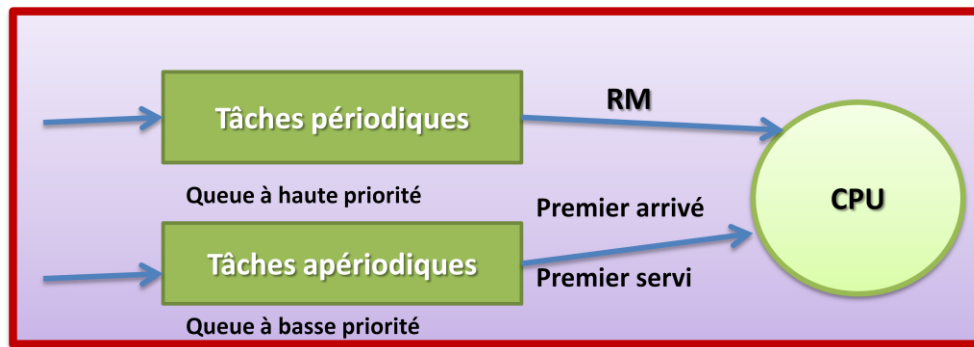 Tâches périodiques
RM
Queue à haute priorité
Premier arrivé
CPU
Tâches apériodiques
Premier servi
Queue à basse priorité